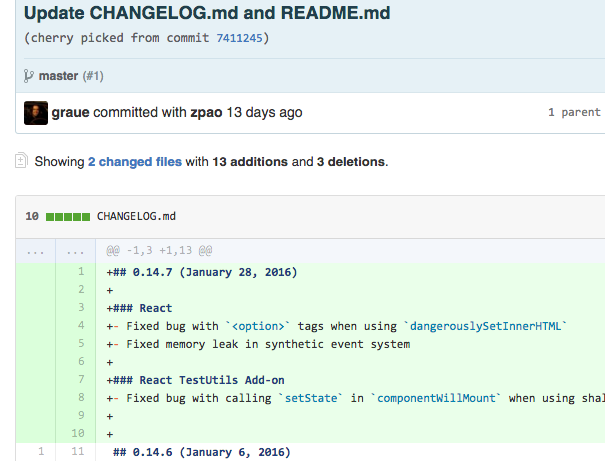 Update CHANGELOG.md and README.md
(cherry picked from commit 7411245)
master (#1)
graue committed with zpao 13 days ago 1 parent
Showing 2 changed files with 13 additions and 3 deletions.
10 CHANGELOG.md
... ... @@ -1,3 +1,13 @@
1 +## 0.14.7 (January 28, 2016)
2 +
3 +### React
4 +- Fixed bug with `<option>` tags when using `dangerouslySetInnerHTML`
5 +- Fixed memory leak in synthetic event system
6 +
7 +### React TestUtils Add-on
8 +- Fixed bug with calling `setState` in `componentWillMount` when using shal
9 +
10 +
1 11 ## 0.14.6 (January 6, 2016)